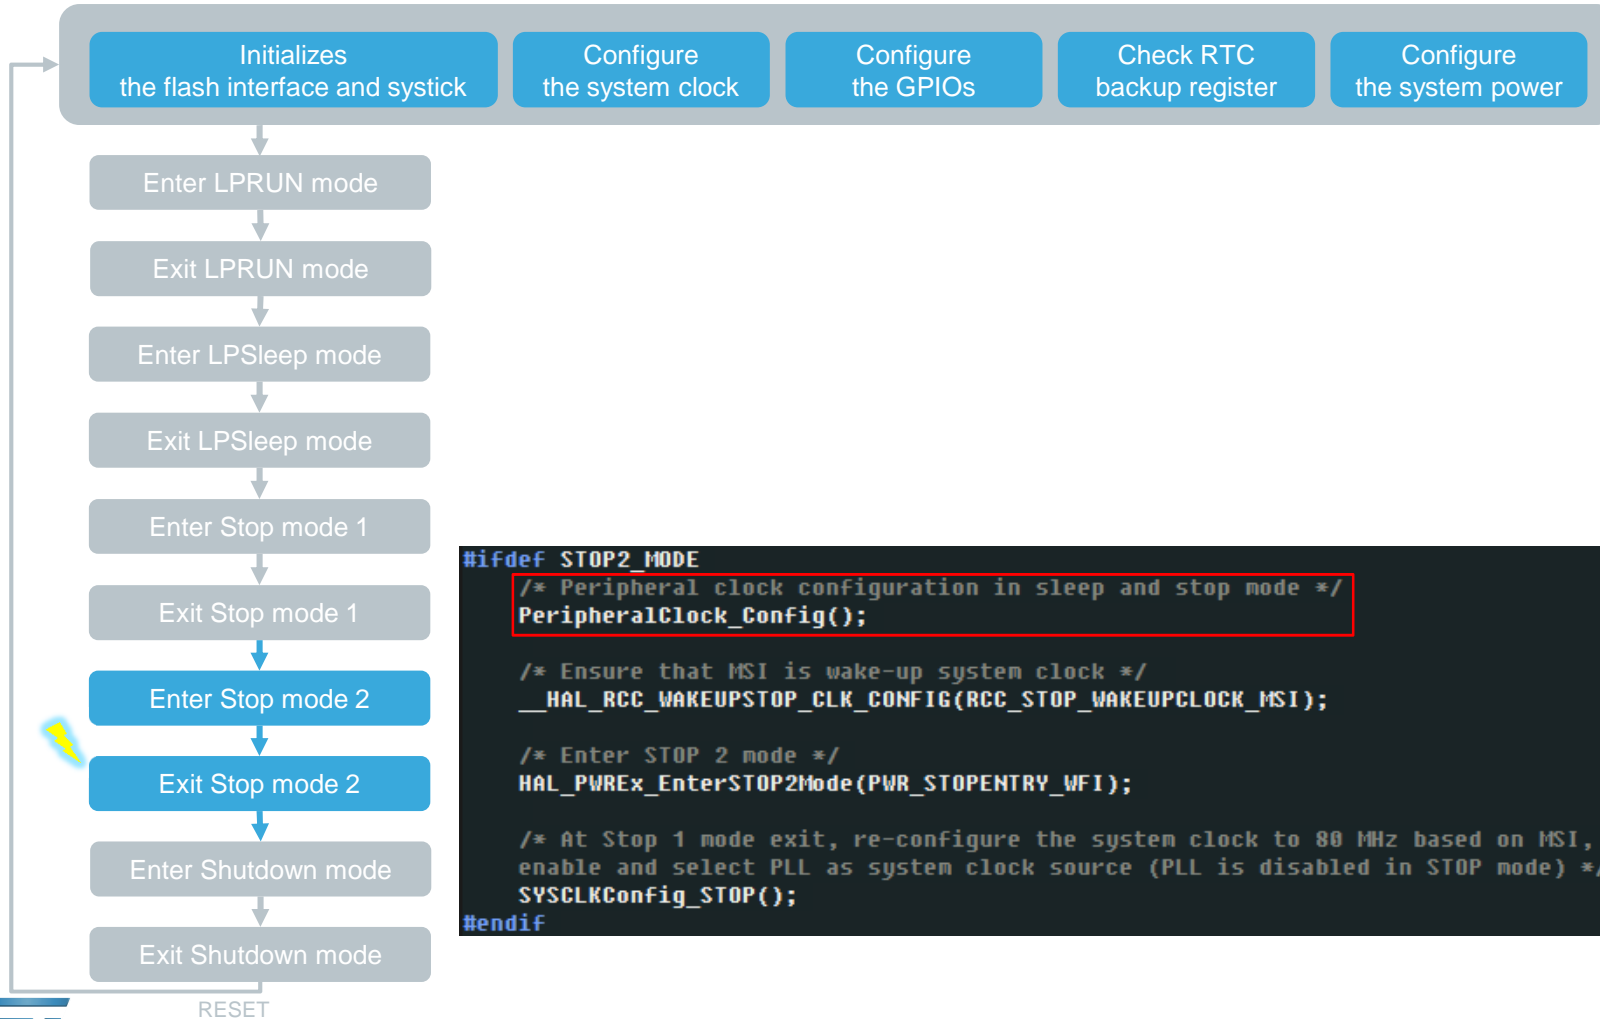 Initializes
the flash interface and systick
Configure
the system clock
Configure
the GPIOs
Check RTC
backup register
Configure
the system power
Enter LPRUN mode
Exit LPRUN mode
Enter LPSleep mode
Exit LPSleep mode
Enter Stop mode 1
Exit Stop mode 1
Enter Stop mode 2
Exit Stop mode 2
Enter Shutdown mode
Exit Shutdown mode
RESET
#ifdef STOP2_MODE
/* Peripheral clock configuration in sleep and stop mode */
PeripheralClock_Config();
/* Ensure that MSI is wake-up system clock */
__HAL_RCC_WAKEUPSTOP_CLK_CONFIG(RCC_STOP_WAKEUPCLOCK_MSI);
/* Enter STOP 2 mode */
HAL_PWREx_EnterSTOP2Mode(PWR_STOPENTRY_WFI);
/* At Stop 1 mode exit, re-configure the system clock to 80 MHz based on MSI,
enable and select PLL as system clock source (PLL is disabled in STOP mode) */
SYSCLKConfig_STOP();
#endif